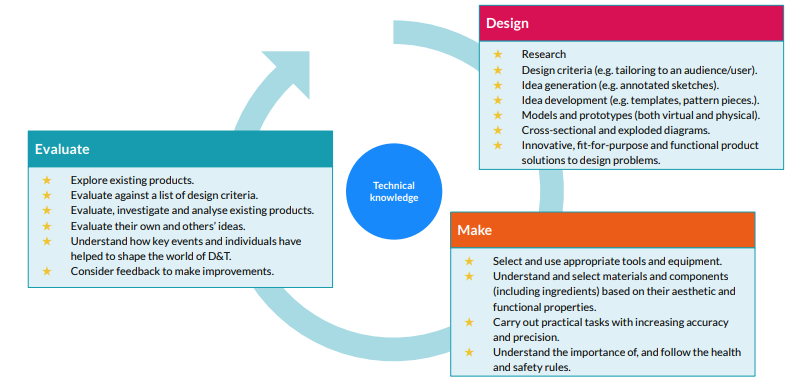 Design
Research
Design criteria (e.g. tailoring to an audience/user).
Idea generation (e.g. annotated sketches).
Idea development (e.g. templates, pattern pieces.).
Models and prototypes (both virtual and physical).
Cross-sectional and exploded diagrams.
Innovative, fit-for-purpose and functional product
solutions to design problems.
Make
Select and use appropriate tools and equipment.
Understand and select materials and components
(including ingredients) based on their aesthetic and
functional properties.
Carry out practical tasks with increasing accuracy
and precision.
Understand the importance of, and follow the health
and safety rules.
Evaluate
Explore existing products.
Evaluate against a list of design criteria.
Evaluate, investigate and analyse existing products.
Evaluate their own and others’ ideas.
Understand how key events and individuals have
helped to shape the world of D&T.
Consider feedback to make improvements.
Technical
knowledge